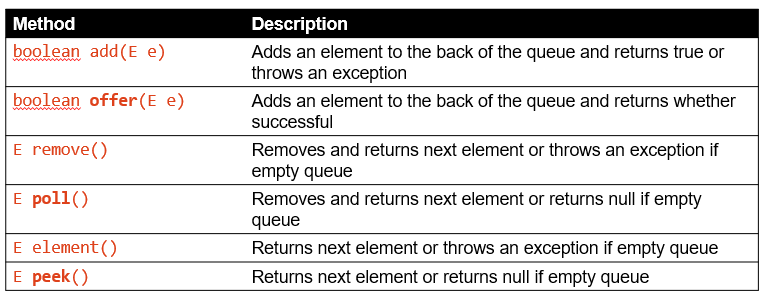 Method Description
boolean add(E e) Adds an element to the back of the queue and returns true or
throws an exception
boolean offer(E e) Adds an element to the back of the queue and returns whether
successful
E remove() Removes and returns next element or throws an exception if
empty queue
E poll() Removes and returns next element or returns null if empty
queue
E element() Returns next element or throws an exception if empty queue
E peek() Returns next element or returns null if empty queue